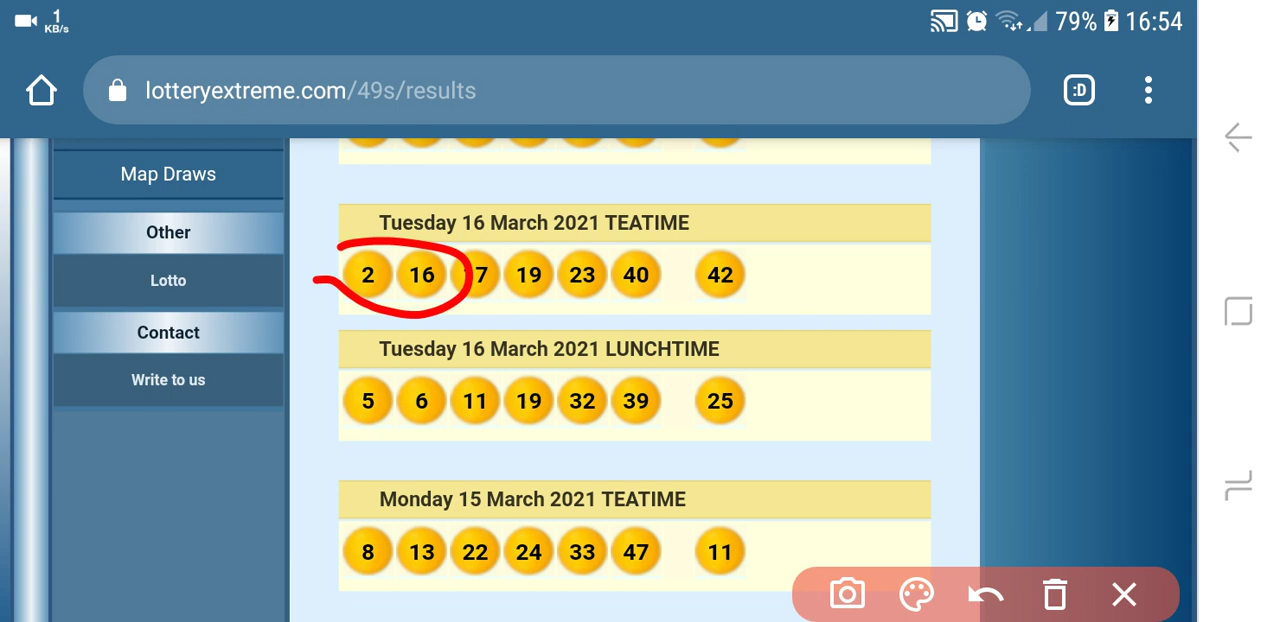 1
KB/s
79% 16:54
lotteryextreme.com/49s/results
:D
Map Draws
Other
Lotto
Contact
Write to us
Tuesday 16 March 2021 TEATIME
2 16 17 19 23 40 42
Tuesday 16 March 2021 LUNCHTIME
5 6 11 19 32 39 25
Monday 15 March 2021 TEATIME
8 13 22 24 33 47 11